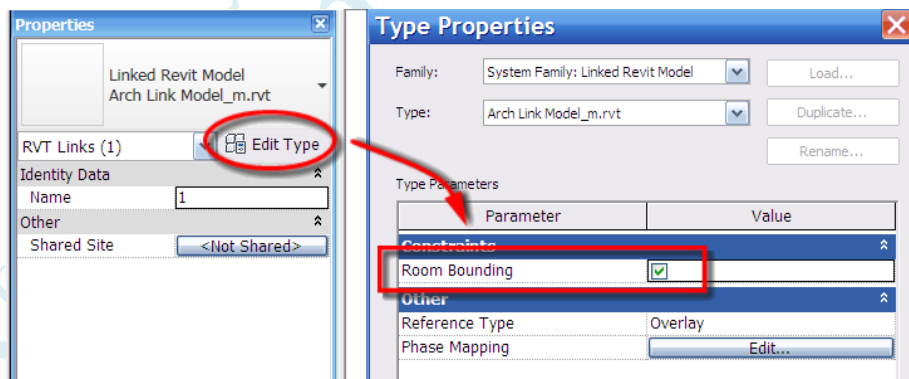 Properties
Linked Revit Model
Arch Link Model_m.rvt
RVT Links (1)
Edit Type
Identity Data
Name 1
Other
Shared Site <Not Shared>
Type Properties
Family: System Family: Linked Revit Model Load...
Type: Arch Link Model_m.rvt Duplicate...
Rename...
Type Parameters
Parameter Value
Constraints
Room Bounding
Other
Reference Type Overlay
Phase Mapping Edit...